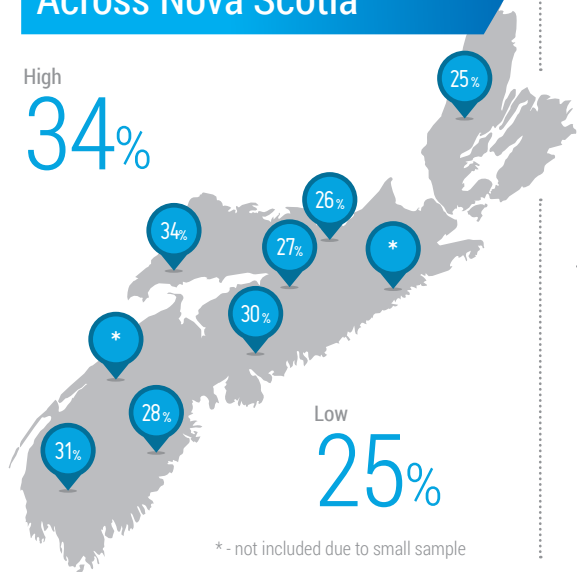 Across Nova Scotia
High
34%
25%
26%
34%
27%
*
30%
*
28%
31%
Low
25%
* - not included due to small sample